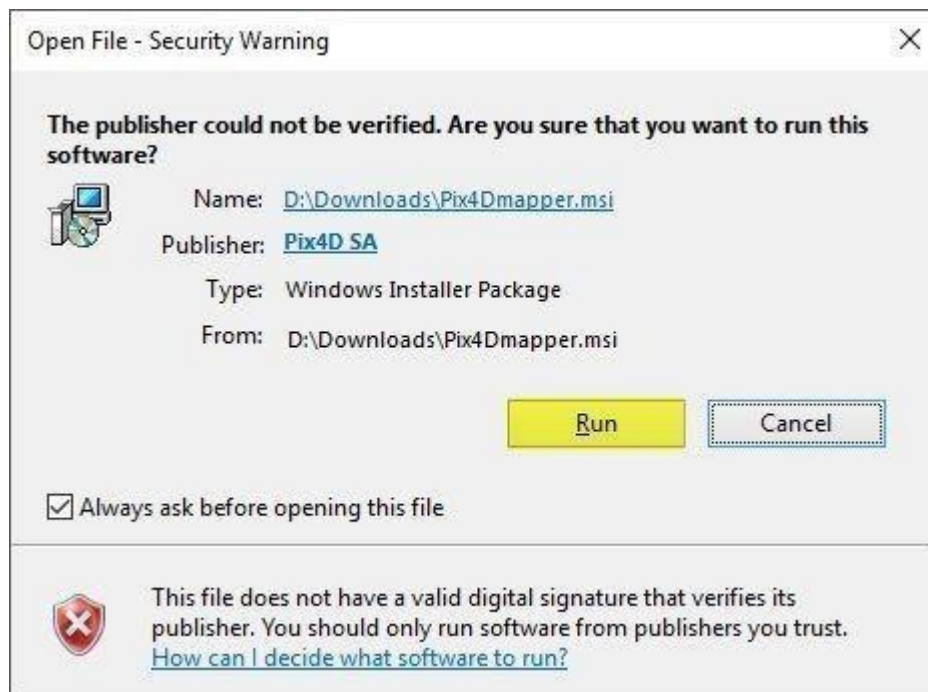 Open File - Security Warning
The publisher could not be verified. Are you sure that you want to run this
software?
Name: D:\Downloads\Pix4Dmapper.msi
Publisher: Pix4D SA
Type: Windows Installer Package
From: D:\Downloads\Pix4Dmapper.msi
Run Cancel
Always ask before opening this file
This file does not have a valid digital signature that verifies its
publisher. You should only run software from publishers you trust.
How can I decide what software to run?